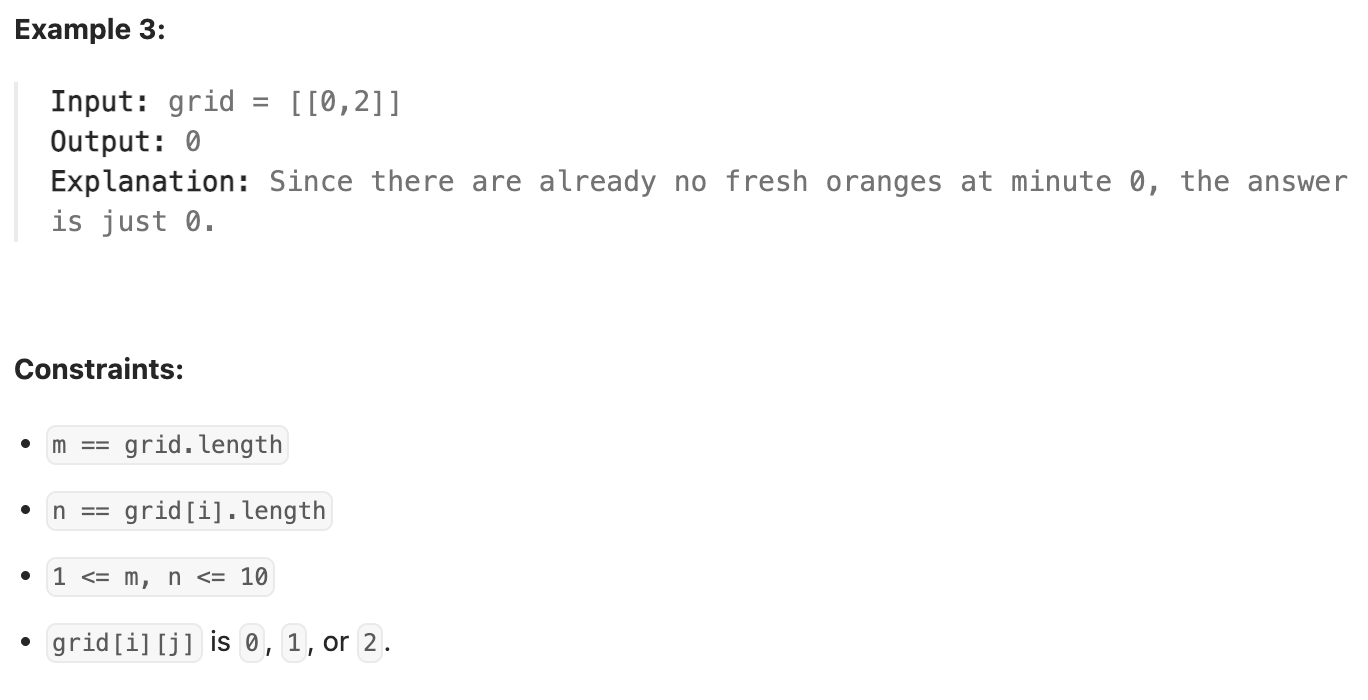 Example 3:
Input: grid = [[0,2]]
Output: 0
Explanation: Since there are already no fresh oranges at minute 0, the answer
is just 0.
Constraints:
• m == grid.length
• n == grid[i].length
• 1 <= m, n <= 10
• grid[i][j] is 0, 1, or 2.